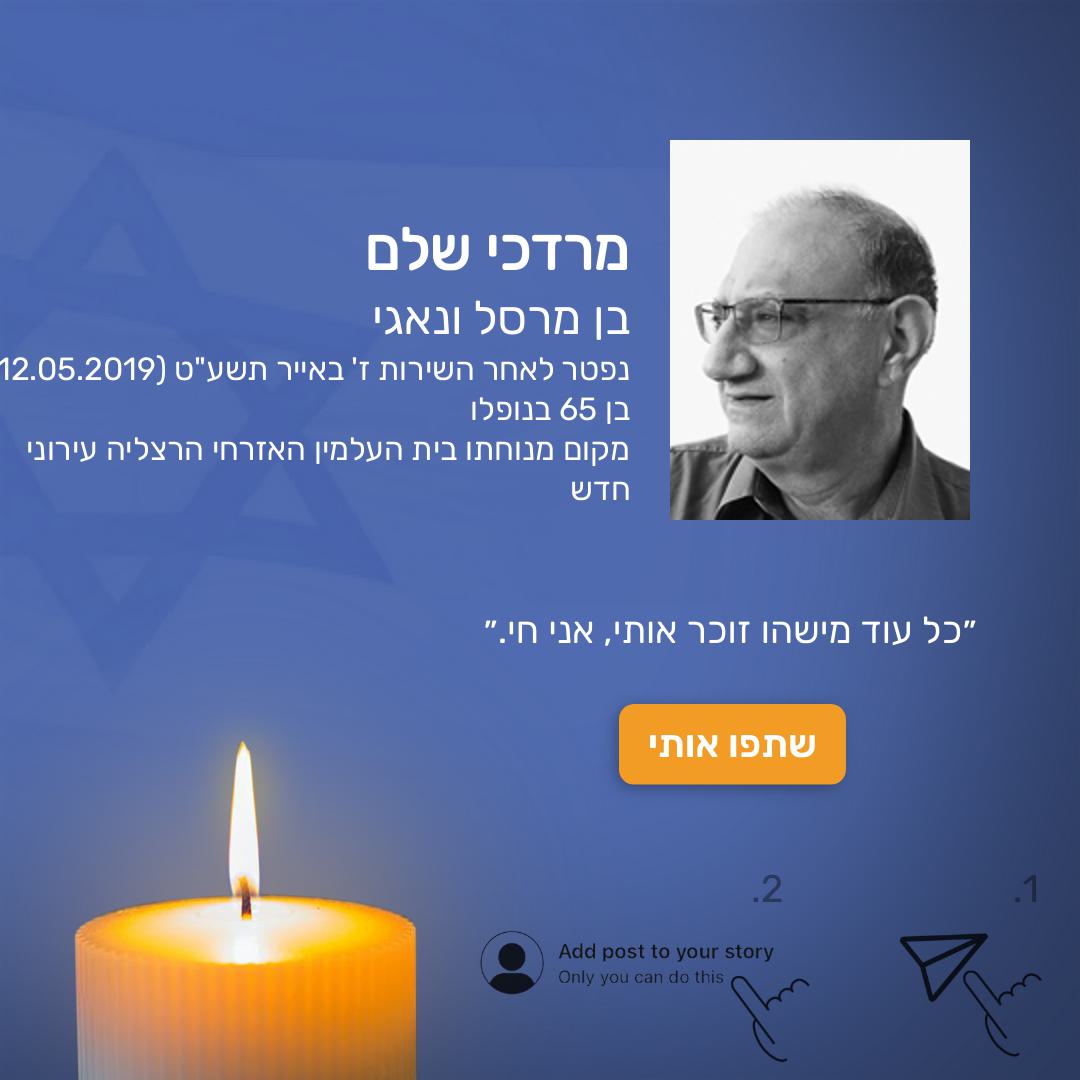 מרדכי שלם
בן מרסל ונאגי
נפטר לאחר השירות ז' באייר תשע"ט (12.05.2019
בן 65 בנופלו
מקום מנוחתו בית העלמין האזרחי הרצליה עירוני
חדש
״כל עוד מישהו זוכר אותי, אני חי.״
שתפו אותי
1.
2.
Add post to your story
Only you can do this